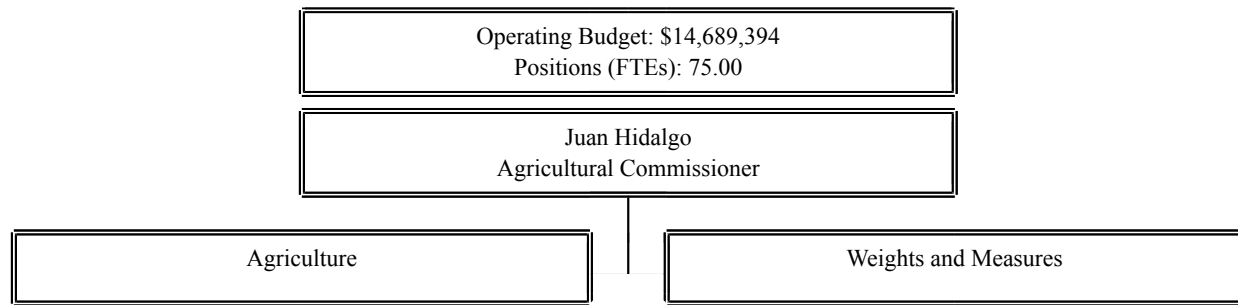 Operating Budget: $14,689,394
Positions (FTEs): 75.00
Juan Hidalgo
Agricultural Commissioner
Agriculture
Weights and Measures